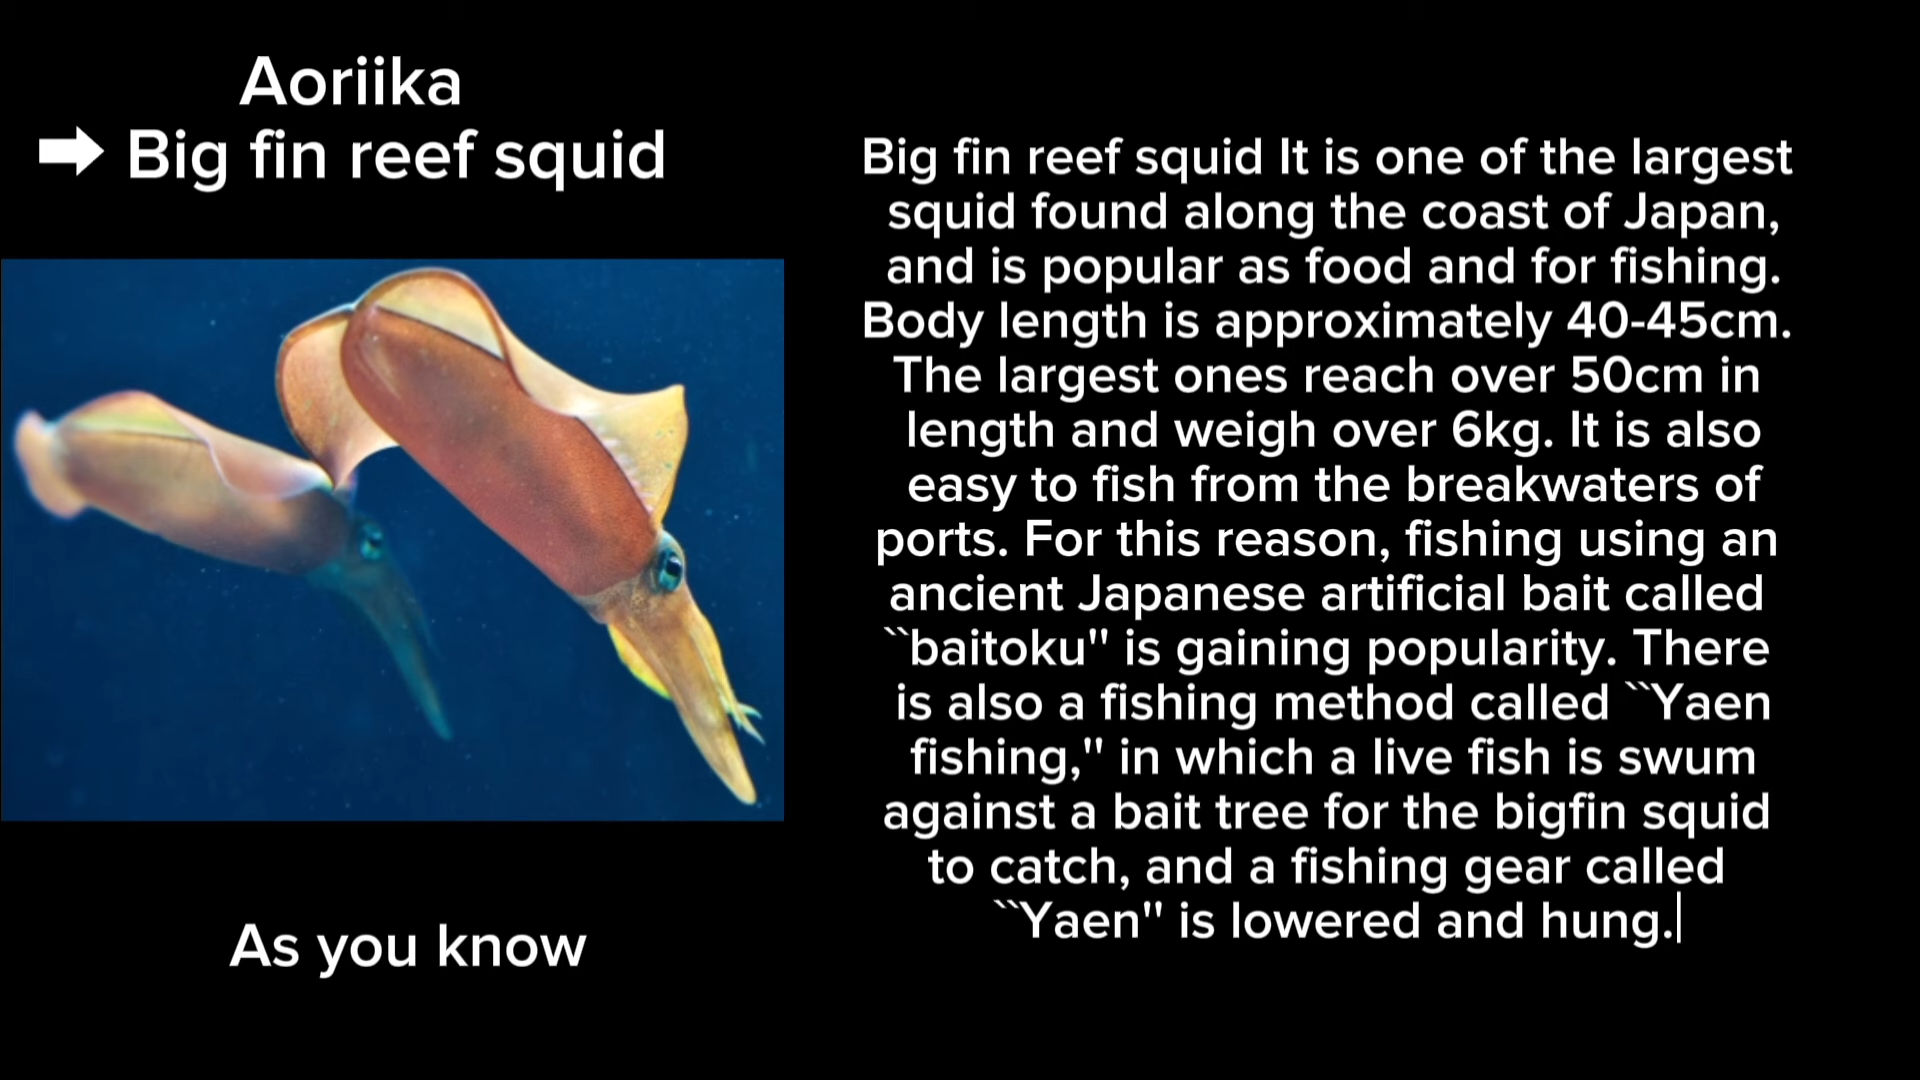 Aoriika
➡ Big fin reef squid
As you know
Big fin reef squid It is one of the largest
squid found along the coast of Japan,
and is popular as food and for fishing.
Body length is approximately 40-45cm.
The largest ones reach over 50cm in
length and weigh over 6kg. It is also
easy to fish from the breakwaters of
ports. For this reason, fishing using an
ancient Japanese artificial bait called
``baitoku'' is gaining popularity. There
is also a fishing method called ``Yaen
fishing,'' in which a live fish is swum
against a bait tree for the bigfin squid
to catch, and a fishing gear called
``Yaen'' is lowered and hung.